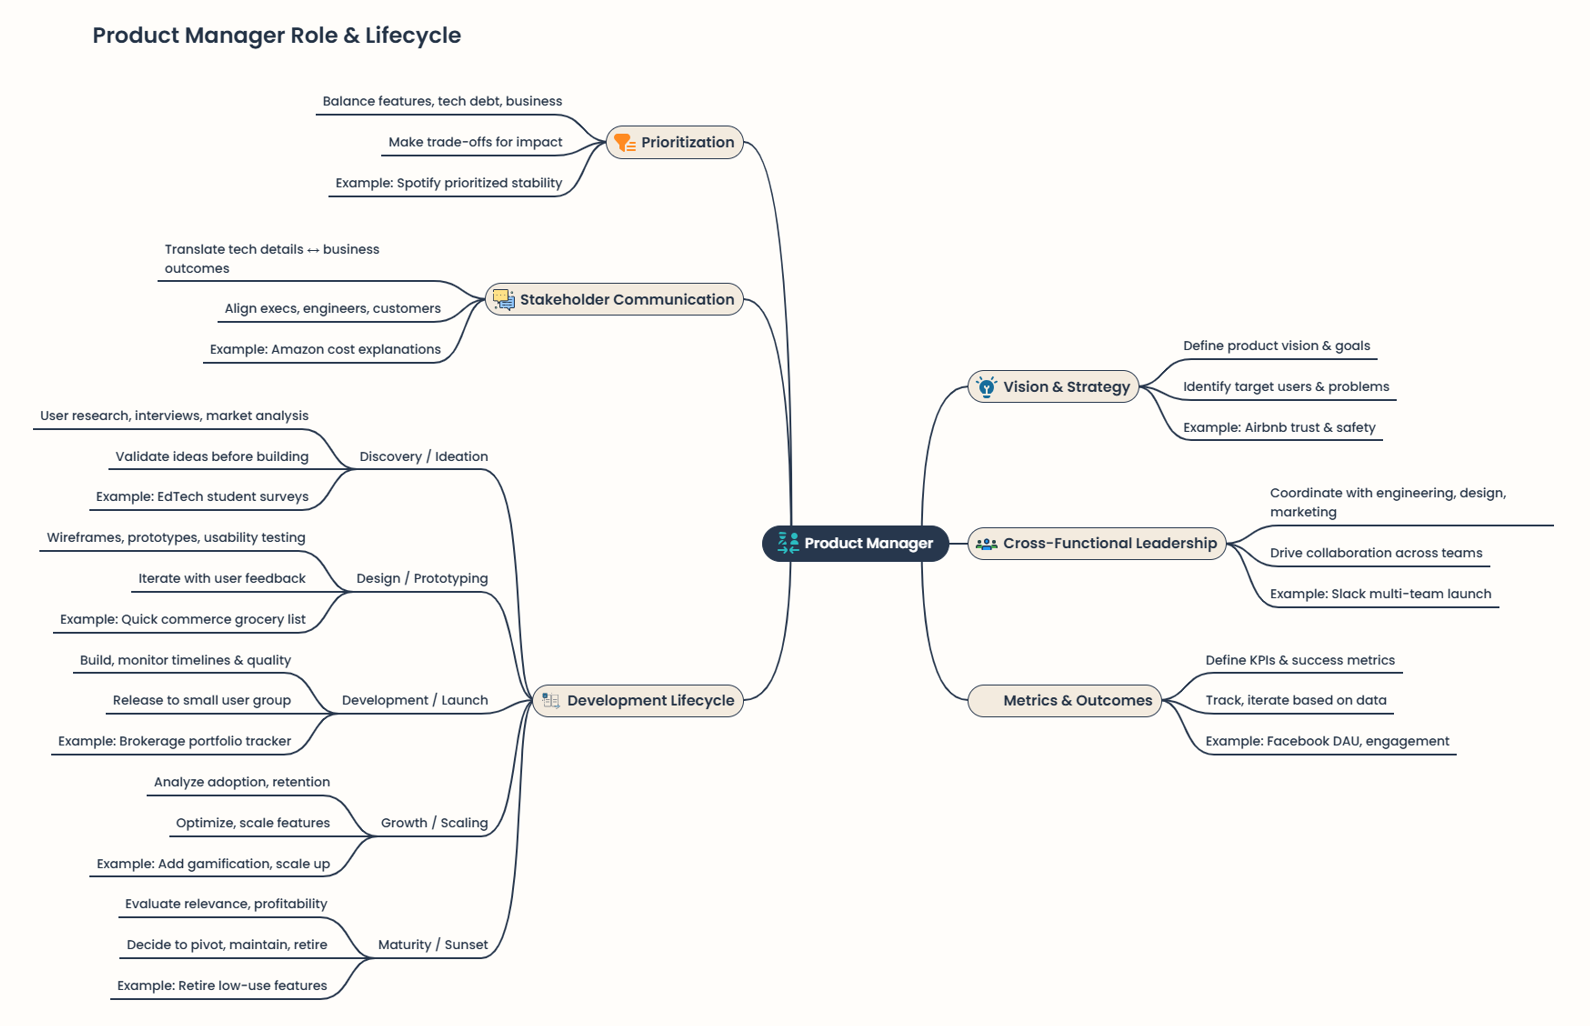 Product Manager Role & Lifecycle
Balance features, tech debt, business
Make trade-offs for impact
Example: Spotify prioritized stability
Prioritization
Translate tech details ↔ business
outcomes
Align execs, engineers, customers
Example: Amazon cost explanations
Stakeholder Communication
User research, interviews, market analysis
Validate ideas before building
Example: EdTech student surveys
Discovery / Ideation
Wireframes, prototypes, usability testing
Iterate with user feedback
Example: Quick commerce grocery list
Design / Prototyping
Build, monitor timelines & quality
Release to small user group
Example: Brokerage portfolio tracker
Development / Launch
Analyze adoption, retention
Optimize, scale features
Example: Add gamification, scale up
Growth / Scaling
Evaluate relevance, profitability
Decide to pivot, maintain, retire
Example: Retire low-use features
Maturity / Sunset
Development Lifecycle
Product Manager
Vision & Strategy
Define product vision & goals
Identify target users & problems
Example: Airbnb trust & safety
Cross-Functional Leadership
Coordinate with engineering, design,
marketing
Drive collaboration across teams
Example: Slack multi-team launch
Metrics & Outcomes
Define KPIs & success metrics
Track, iterate based on data
Example: Facebook DAU, engagement